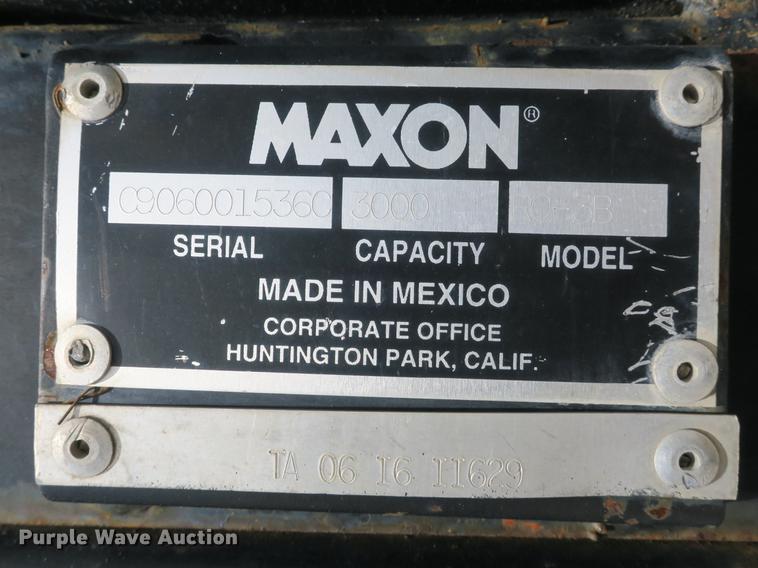 MAXON®
C9060015360 3000
SERIAL CAPACITY MODEL
MADE IN MEXICO
CORPORATE OFFICE
HUNTINGTON PARK, CALIF.
TA 06 16 11629
Purple Wave Auction